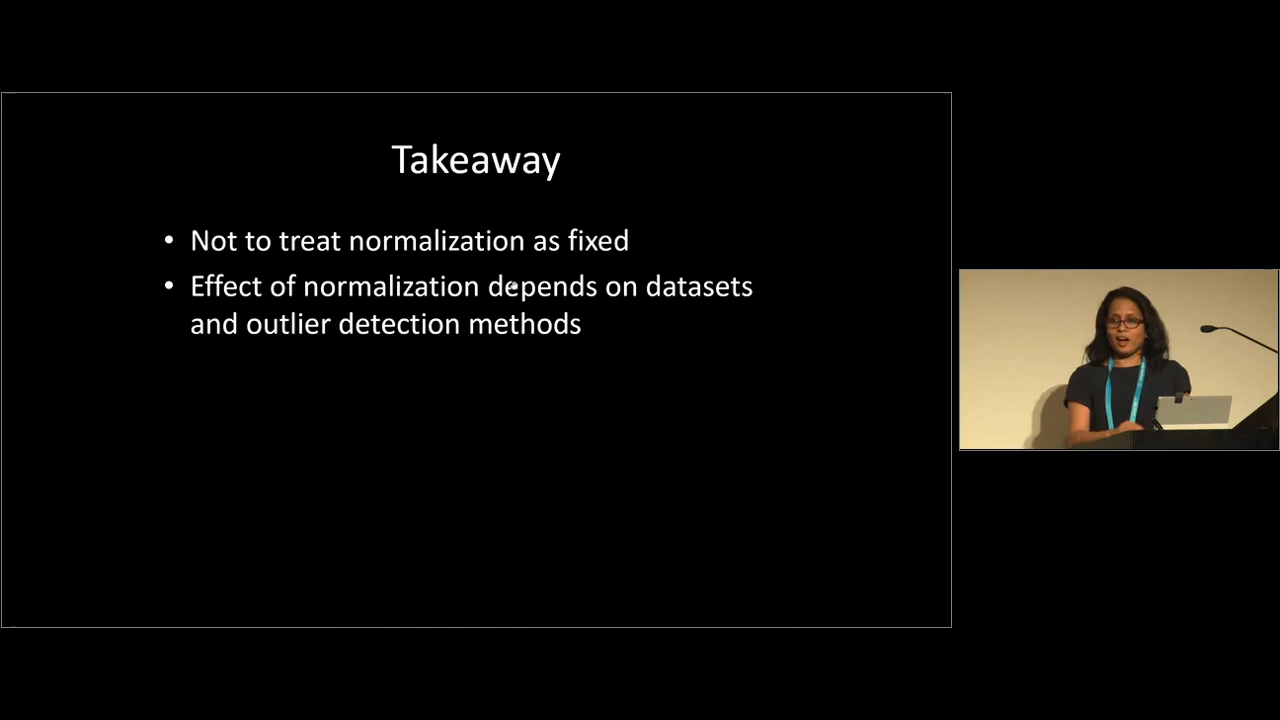 Takeaway
• Not to treat normalization as fixed
• Effect of normalization depends on datasets
and outlier detection methods